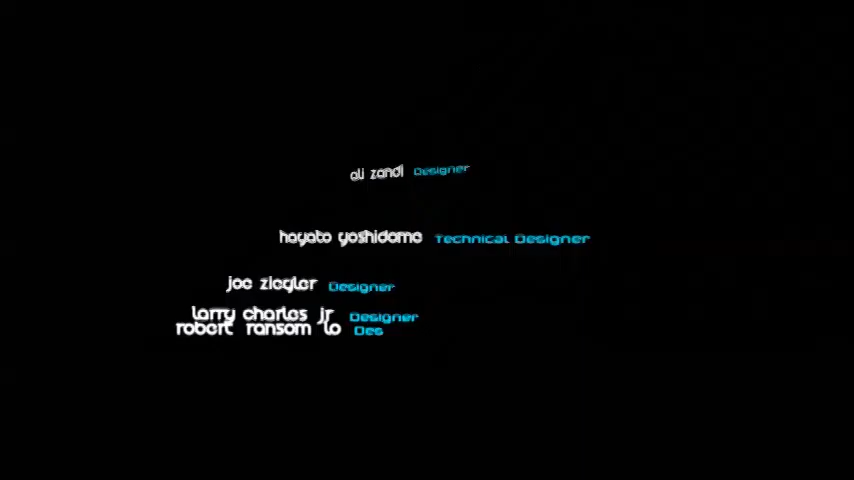 ali zandi Designer
hayato yoshidome Technical Designer
joe ziegler Designer
larry charles jr Designer
robert ransom lo Des